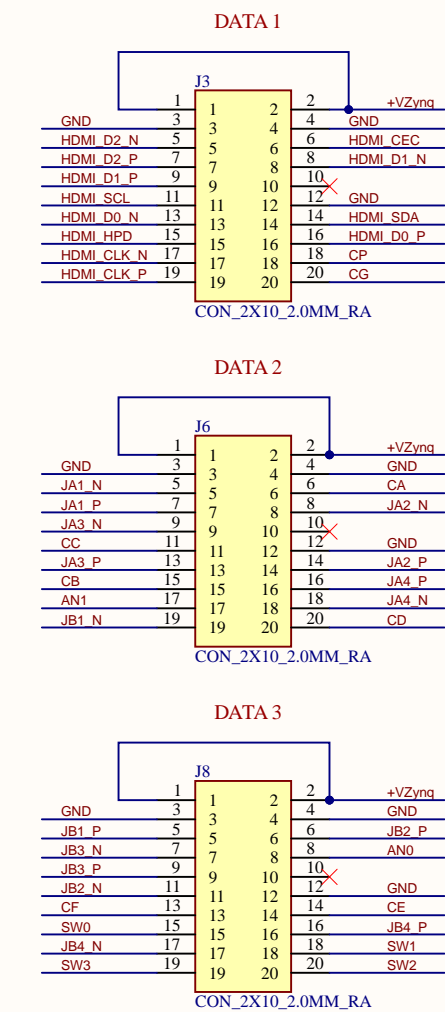 DATA 1
J3
1 1 2 2 +VZynq
GND 3 3 4 4 GND
HDMI_D2_N 5 5 6 6 HDMI_CEC
HDMI_D2_P 7 7 8 8 HDMI_D1_N
HDMI_D1_P 9 9 10 10
HDMI_SCL 11 11 12 12 GND
HDMI_D0_N 13 13 14 14 HDMI_SDA
HDMI_HPD 15 15 16 16 HDMI_D0_P
HDMI_CLK_N 17 17 18 18 CP
HDMI_CLK_P 19 19 20 20 CG
CON_2X10_2.0MM_RA
DATA 2
J6
1 1 2 2 +VZynq
GND 3 3 4 4 GND
JA1_N 5 5 6 6 CA
JA1_P 7 7 8 8 JA2_N
JA3_N 9 9 10 10
CC 11 11 12 12 GND
JA3_P 13 13 14 14 JA2_P
CB 15 15 16 16 JA4_P
AN1 17 17 18 18 JA4_N
JB1_N 19 19 20 20 CD
CON_2X10_2.0MM_RA
DATA 3
J8
1 1 2 2 +VZynq
GND 3 3 4 4 GND
JB1_P 5 5 6 6 JB2_P
JB3_N 7 7 8 8 AN0
JB3_P 9 9 10 10
JB2_N 11 11 12 12 GND
CF 13 13 14 14 CE
SW0 15 15 16 16 JB4_P
JB4_N 17 17 18 18 SW1
SW3 19 19 20 20 SW2
CON_2X10_2.0MM_RA